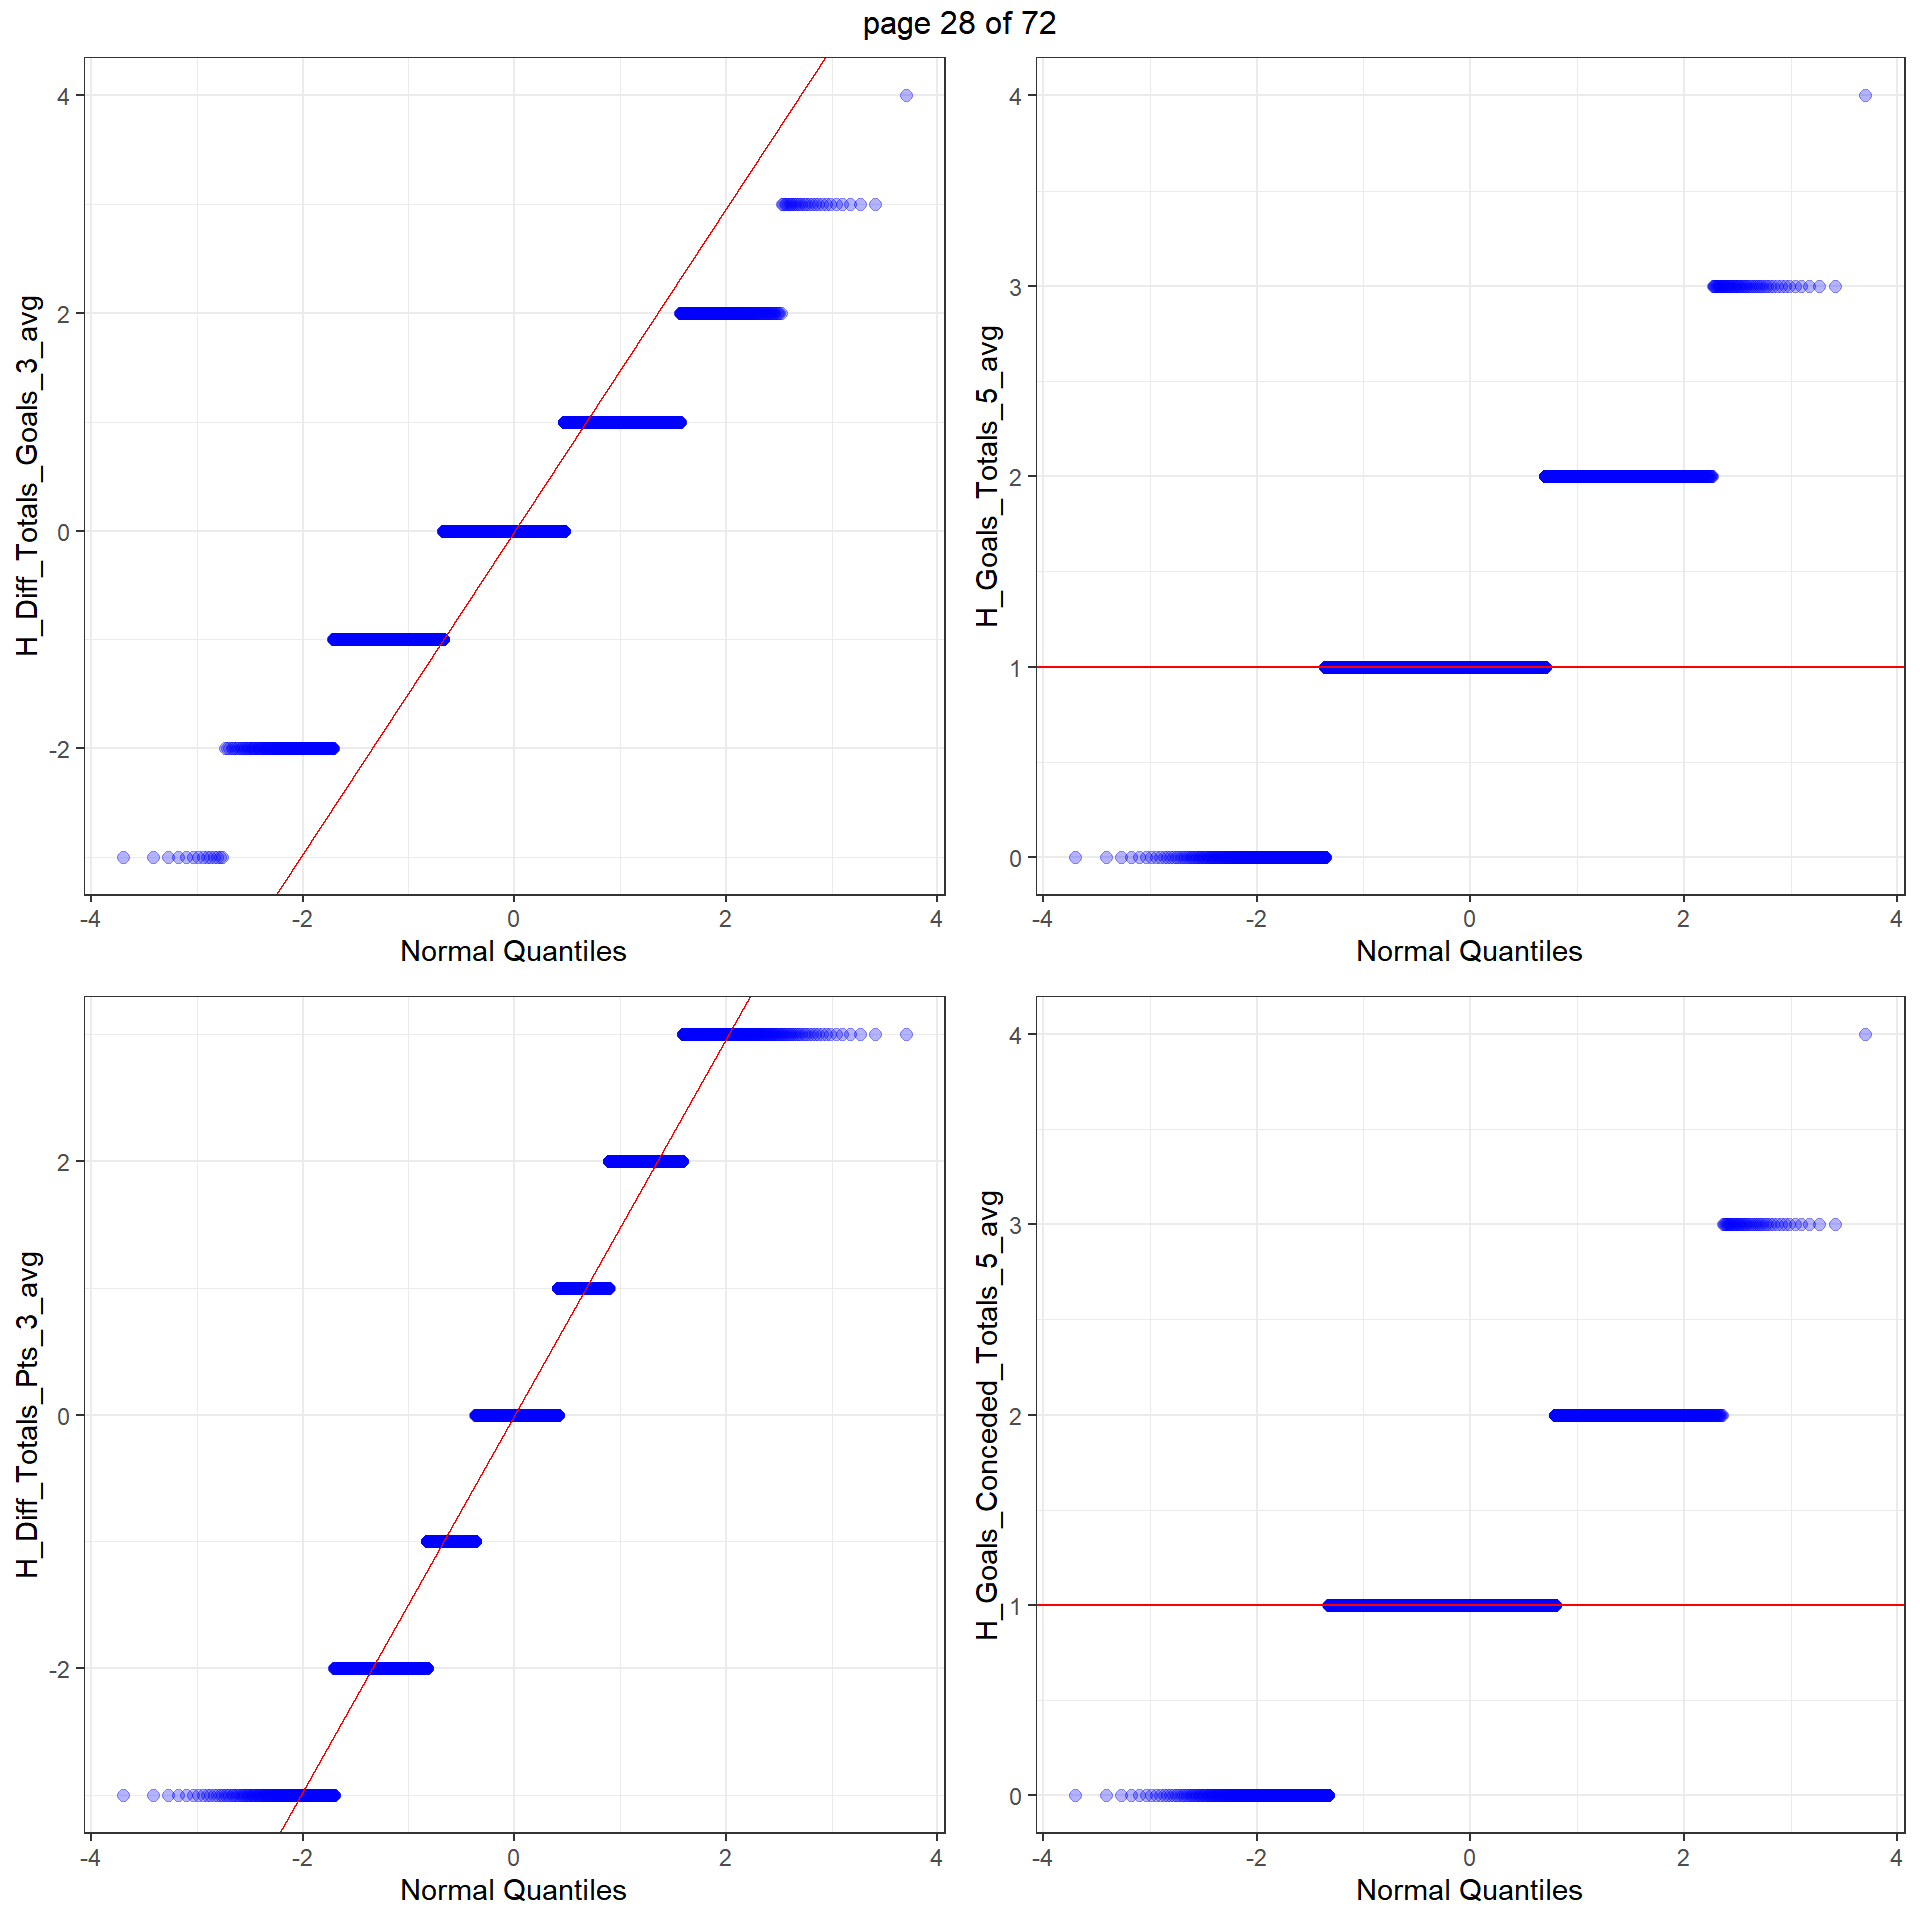 page 28 of 72
H_Diff_Totals_Goals_3_avg
4
2
0
-2
-4 -2 0 2 4
Normal Quantiles
H_Goals_Totals_5_avg
4
3
2
1
0
-4 -2 0 2 4
Normal Quantiles
H_Diff_Totals_Pts_3_avg
2
0
-2
-4 -2 0 2 4
Normal Quantiles
H_Goals_Conceded_Totals_5_avg
4
3
2
1
0
-4 -2 0 2 4
Normal Quantiles